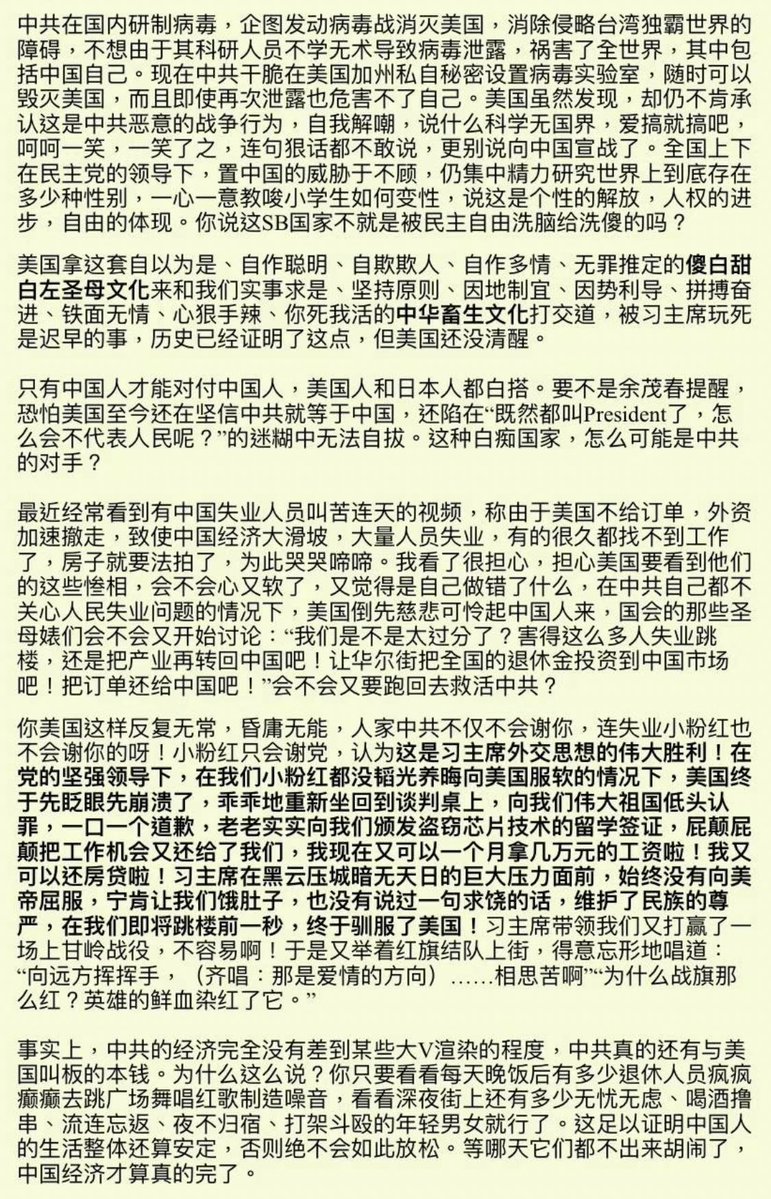 中共在国内研制病毒，企图发动病毒战消灭美国，消除侵略台湾独霸世界的
障碍，不想由于其科研人员不学无术导致病毒泄露，祸害了全世界，其中包
括中国自己。现在中共干脆在美国加州私自秘密设置病毒实验室，随时可以
毁灭美国，而且即使再次泄露也危害不了自己。美国虽然发现，却仍不肯承
认这是中共恶意的战争行为，自我解嘲，说什么科学无国界，爱搞就搞吧，
呵呵一笑，一笑了之，连句狠话都不敢说，更别说向中国宣战了。全国上下
在民主党的领导下，置中国的威胁于不顾，仍集中精力研究世界上到底存在
多少种性别，一心一意教唆小学生如何变性，说这是个性的解放，人权的进
步，自由的体现。你说这SB国家不就是被民主自由洗脑给洗傻的吗？
美国拿这套自以为是、自作聪明、自欺欺人、自作多情、无罪推定的傻白甜
白左圣母文化来和我们实事求是、坚持原则、因地制宜、因势利导、拼搏奋
进、铁面无情、心狠手辣、你死我活的中华畜生文化打交道，被习主席玩死
是迟早的事，历史已经证明了这点，但美国还没清醒。
只有中国人才能对付中国人，美国人和日本人都白搭。要不是余茂春提醒，
恐怕美国至今还在坚信中共就等于中国，还陷在“既然都叫President了，怎
么会不代表人民呢？”的迷糊中无法自拔。这种白痴国家，怎么可能是中共
的对手？
最近经常看到有中国失业人员叫苦连天的视频，称由于美国不给订单，外资
加速撤走，致使中国经济大滑坡，大量人员失业，有的很久都找不到工作
了，房子就要法拍了，为此哭哭啼啼。我看了很担心，担心美国要看到他们
的这些惨相，会不会心又软了，又觉得是自己做错了什么，在中共自己都不
关心人民失业问题的情况下，美国倒先慈悲可怜起中国人来，国会的那些圣
母婊们会不会又开始讨论：“我们是不是太过分了？害得这么多人失业跳
楼，还是把产业再转回中国吧！让华尔街把全国的退休金投资到中国市场
吧！把订单还给中国吧！”会不会又要跑回去救活中共？
你美国这样反复无常，昏庸无能，人家中共不仅不会谢你，连失业小粉红也
不会谢你的呀！小粉红只会谢党，认为这是习主席外交思想的伟大胜利！在
党的坚强领导下，在我们小粉红都没韬光养晦向美国服软的情况下，美国终
于先眨眼先崩溃了，乖乖地重新坐回到谈判桌上，向我们伟大祖国低头认
罪，一口一个道歉，老老实实向我们颁发盗窃芯片技术的留学签证，屁颠屁
颠把工作机会又还给了我们，我现在又可以一个月拿几万元的工资啦！我又
可以还房贷啦！习主席在黑云压城暗无天日的巨大压力面前，始终没有向美
帝屈服，宁肯让我们饿肚子，也没有说过一句求饶的话，维护了民族的尊
严，在我们即将跳楼前一秒，终于驯服了美国！习主席带领我们又打赢了一
场上甘岭战役，不容易啊！于是又举着红旗结队上街，得意忘形地唱道：
“向远方挥挥手，（齐唱：那是爱情的方向）……相思苦啊”“为什么战旗那
么红？英雄的鲜血染红了它。”
事实上，中共的经济完全没有差到某些大V渲染的程度，中共真的还有与美
国叫板的本钱。为什么这么说？你只要看看每天晚饭后有多少退休人员疯疯
癫癫去跳广场舞唱红歌制造噪音，看看深夜街上还有多少无忧无虑、喝酒撸
串、流连忘返、夜不归宿、打架斗殴的年轻男女就行了。这足以证明中国人
的生活整体还算安定，否则绝不会如此放松。等哪天它们都不出来胡闹了，
中国经济才算真的完了。